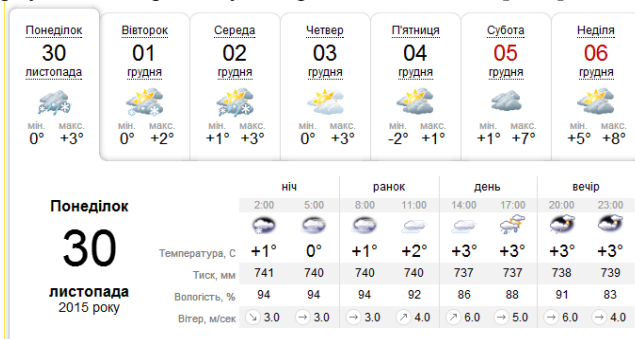 Понеділок Вівторок Середа Четвер П'ятниця Субота Неділя
30 01 02 03 04 05 06
листопада грудня грудня грудня грудня грудня грудня
мін. макс. мін. макс. мін. макс. мін. макс. мін. макс. мін. макс. мін. макс.
0° +3° 0° +2° +1° +3° 0° +3° -2° +1° +1° +7° +5° +8°
ніч ранок день вечір
Понеділок 2:00 5:00 8:00 11:00 14:00 17:00 20:00 23:00
30
Температура, С +1° 0° +1° +2° +3° +3° +3° +3°
Тиск, мм 741 740 740 740 737 737 738 739
листопада
Вологість, % 94 94 94 92 86 88 91 83
2015 року
Вітер, м/сек 3.0 3.0 3.0 4.0 6.0 5.0 6.0 4.0